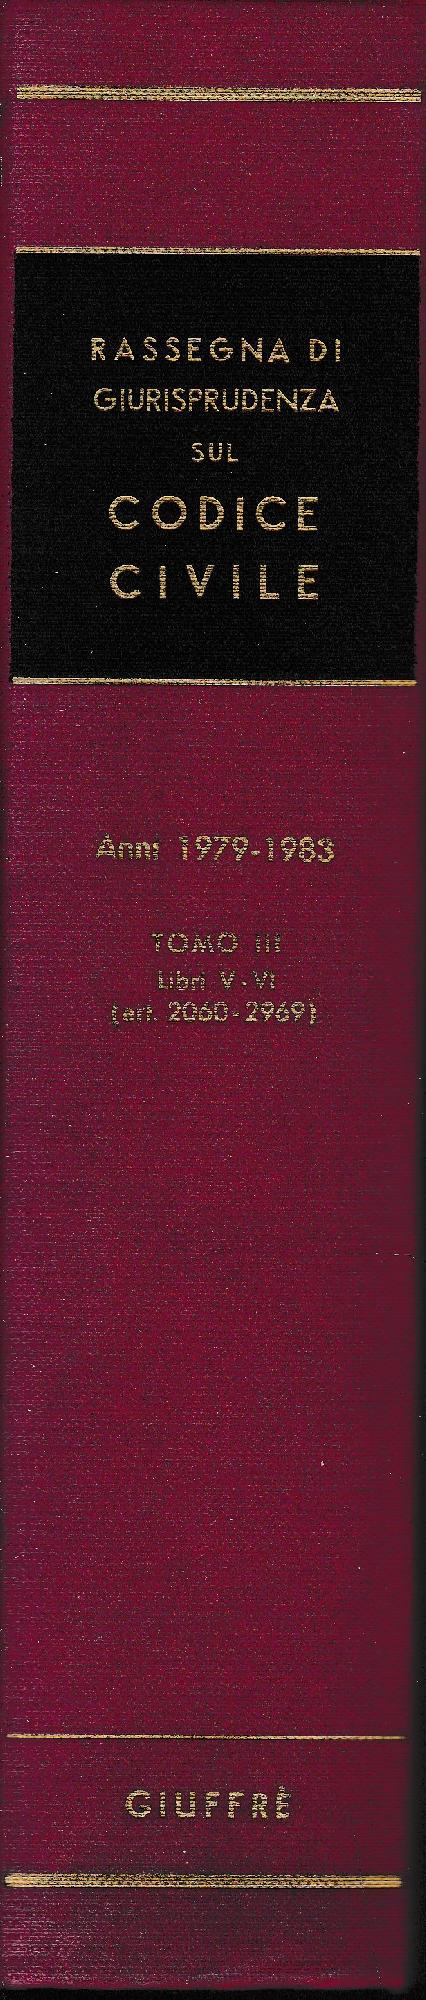 RASSEGNA DI
GIURISPRUDENZA
SUL
CODICE
CIVILE
Anni 1979-1983
TOMO III
Libri V-VI
(art. 2060-2969)
GIUFFRÈ